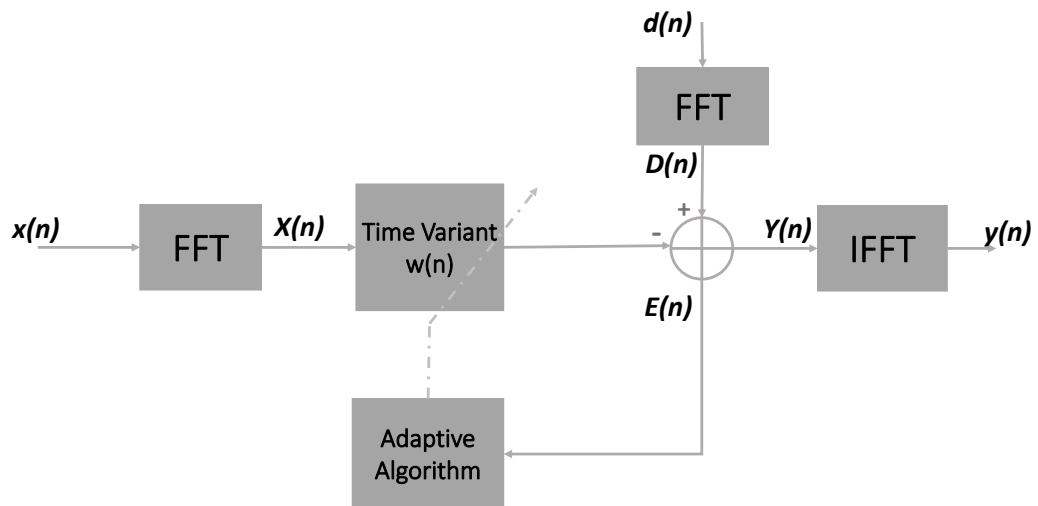 d(n)
FFT
D(n)
+
x(n)
FFT
X(n)
Time Variant
w(n)
-
Y(n)
IFFT
y(n)
E(n)
Adaptive
Algorithm